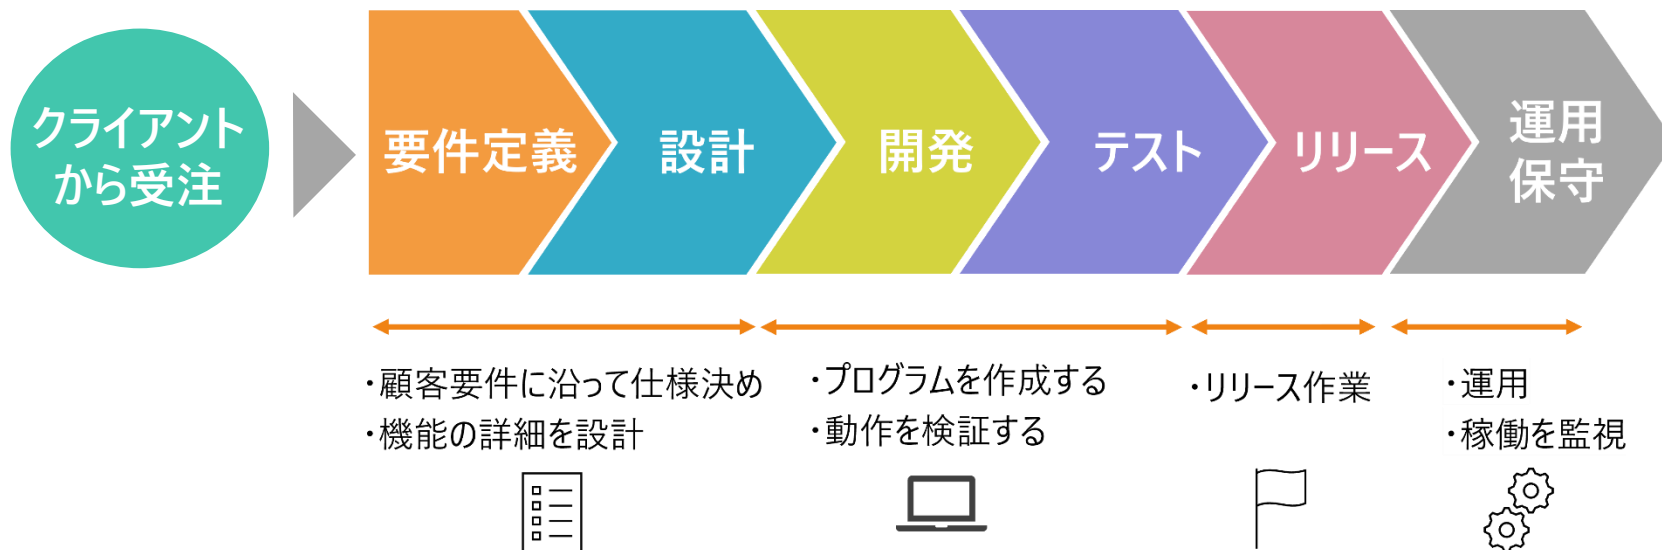 クライアント
から受注
要件定義
設計
開発
テスト
リリース
運用
保守
・顧客要件に沿って仕様決め
・機能の詳細を設計
・プログラムを作成する
・動作を検証する
・リリース作業
・運用
・稼働を監視